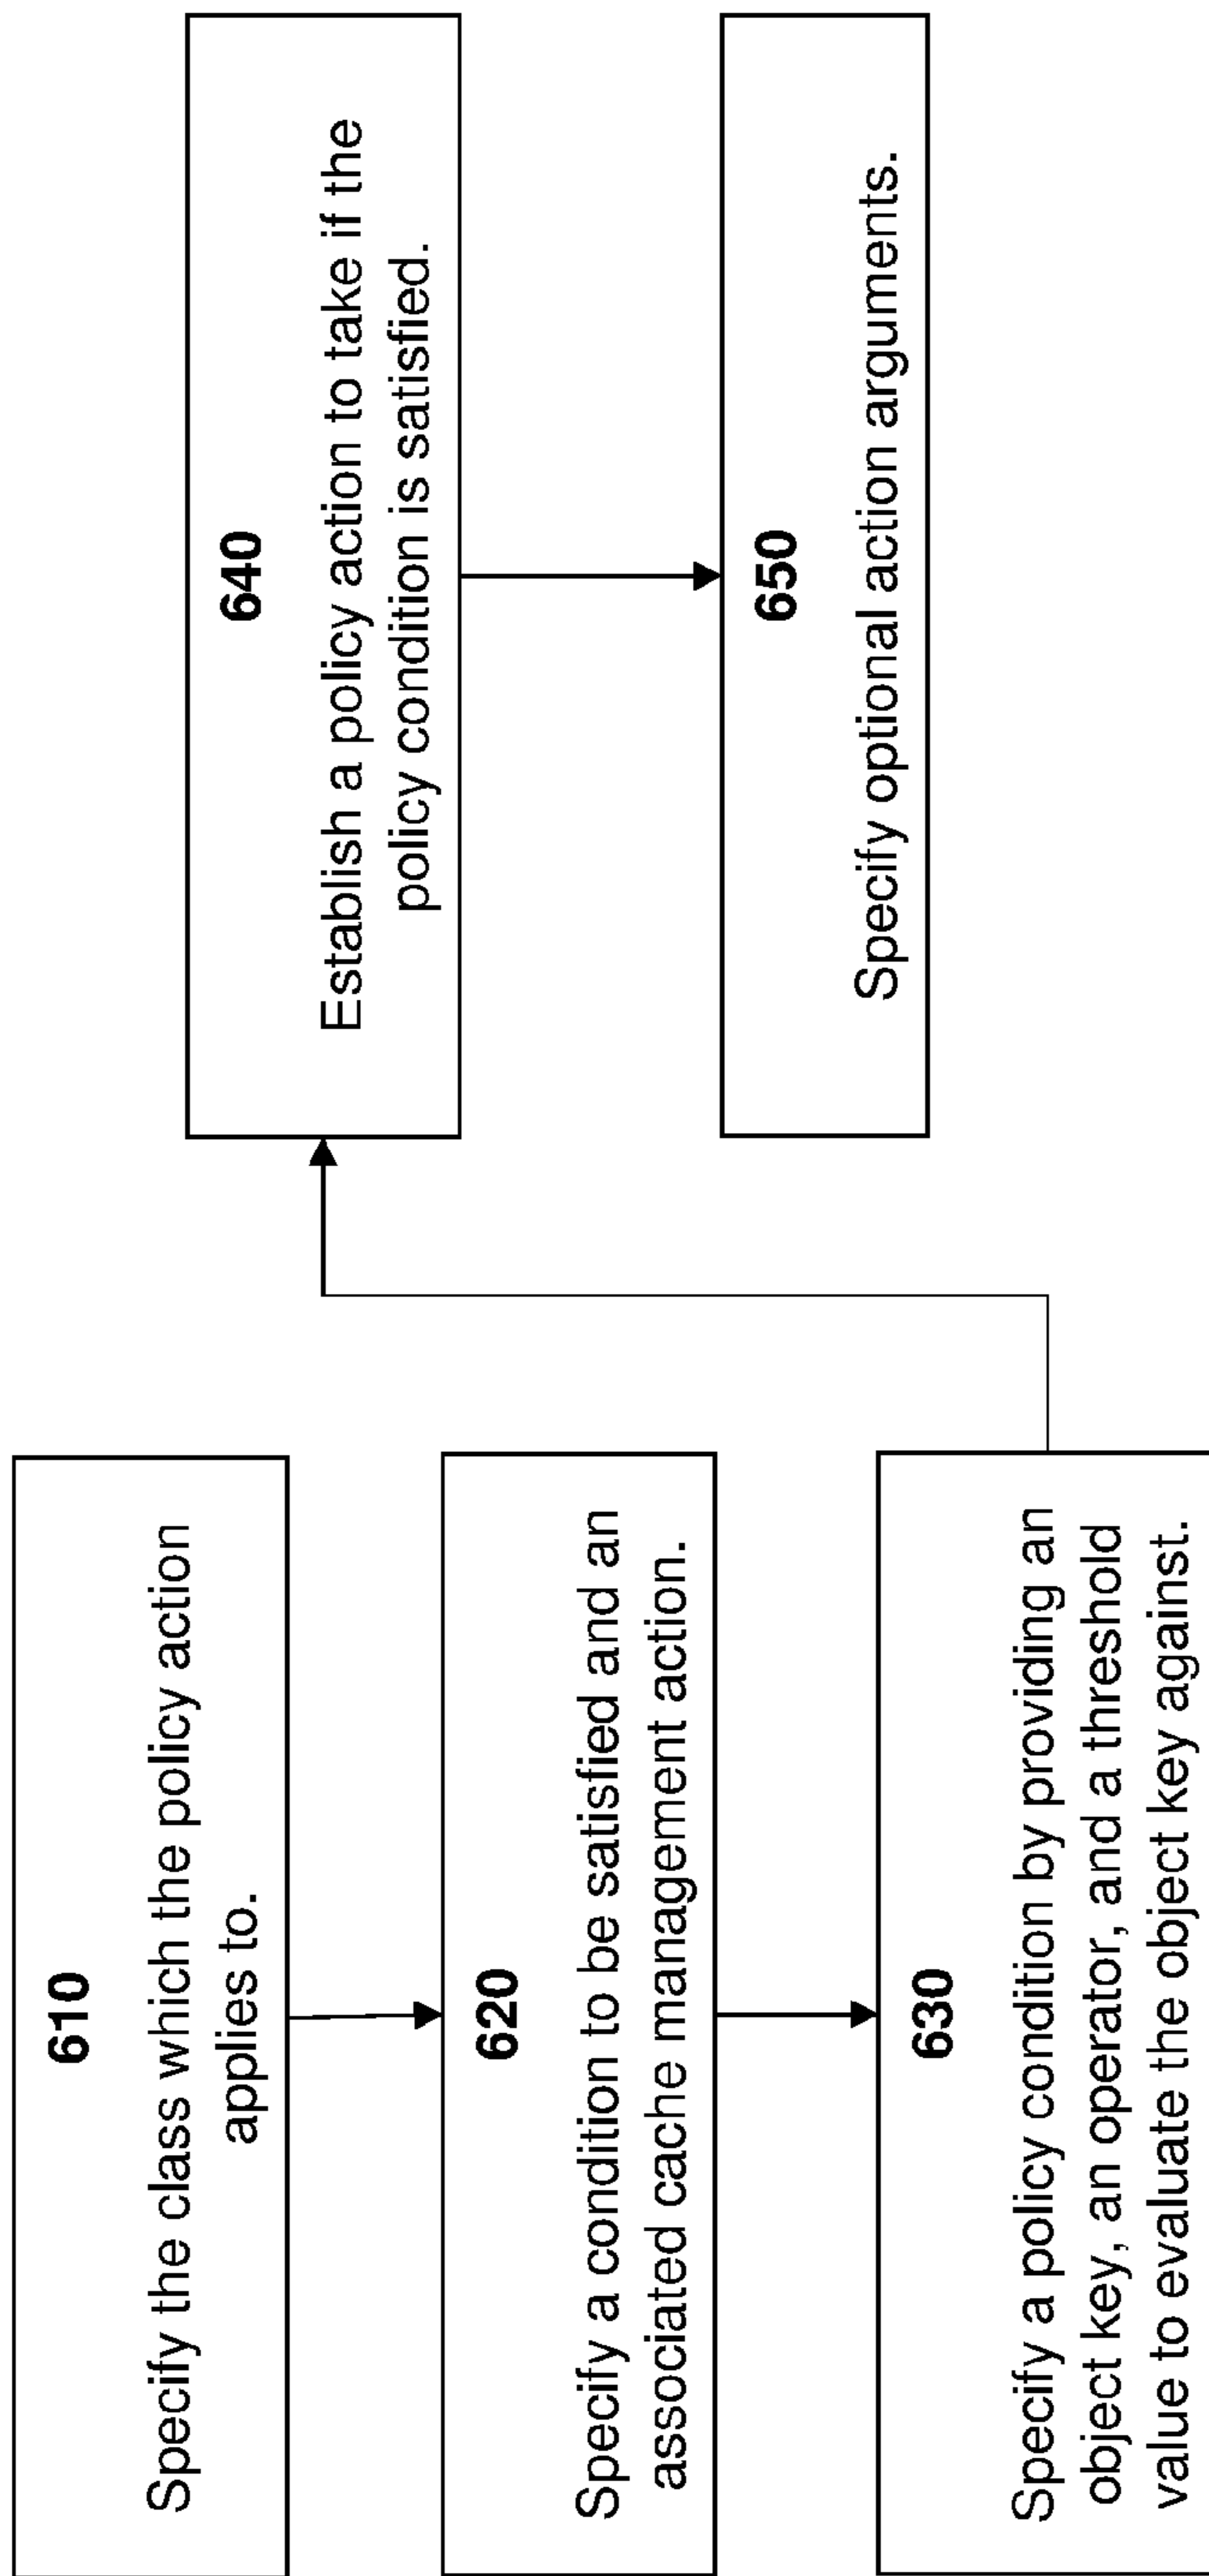 610
Specify the class which the policy action
applies to.
620
Specify a condition to be satisfied and an
associated cache management action.
630
Specify a policy condition by providing an
object key, an operator, and a threshold
value to evaluate the object key against.
640
Establish a policy action to take if the
policy condition is satisfied.
650
Specify optional action arguments.